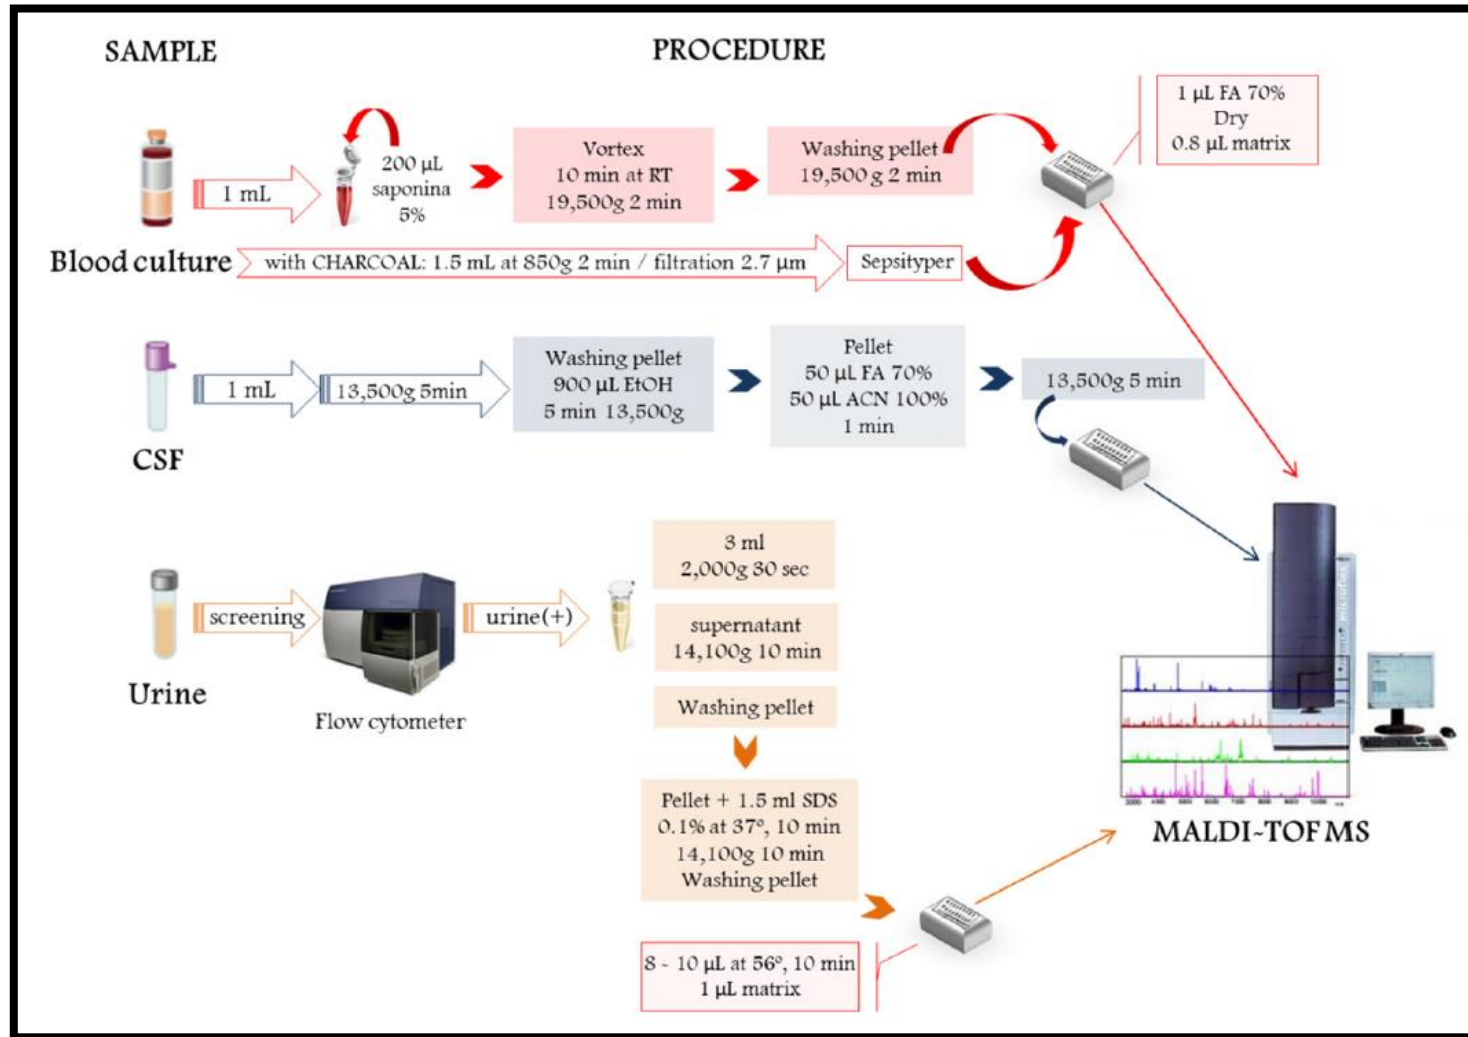 SAMPLE
PROCEDURE
1 mL
200 µL
saponina
5%
Vortex
10 min at RT
19,500g 2 min
Washing pellet
19,500 g 2 min
1 µL FA 70%
Dry
0.8 µL matrix
Blood culture
with CHARCOAL: 1.5 mL at 850g 2 min / filtration 2.7 µm
Sepsityper
1 mL
13,500g 5min
Washing pellet
900 µL EtOH
5 min 13,500g
Pellet
50 µL FA 70%
50 µL ACN 100%
1 min
13,500g 5 min
CSF
screening
urine(+)
3 ml
2,000g 30 sec
supernatant
14,100g 10 min
Washing pellet
Urine
Flow cytometer
Pellet + 1.5 ml SDS
0.1% at 37º, 10 min
14,100g 10 min
Washing pellet
8 - 10 µL at 56º, 10 min
1 µL matrix
MALDI-TOF MS